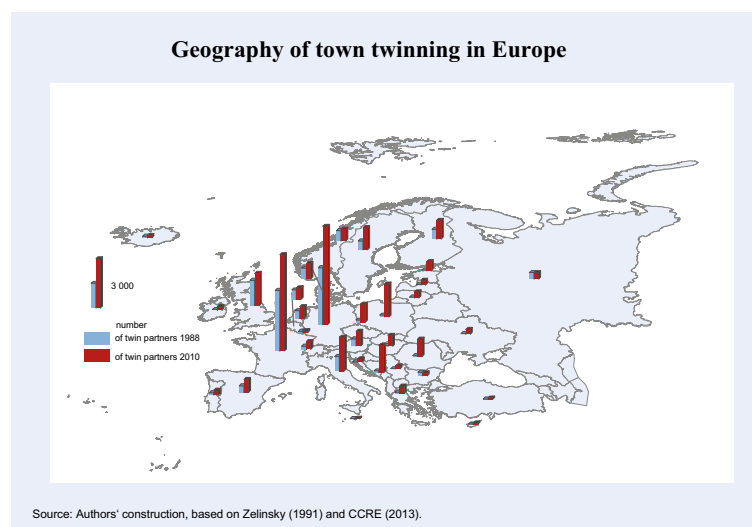 Geography of town twinning in Europe
3 000
number
of twin partners 1988
of twin partners 2010
Source: Authors‘ construction, based on Zelinsky (1991) and CCRE (2013).